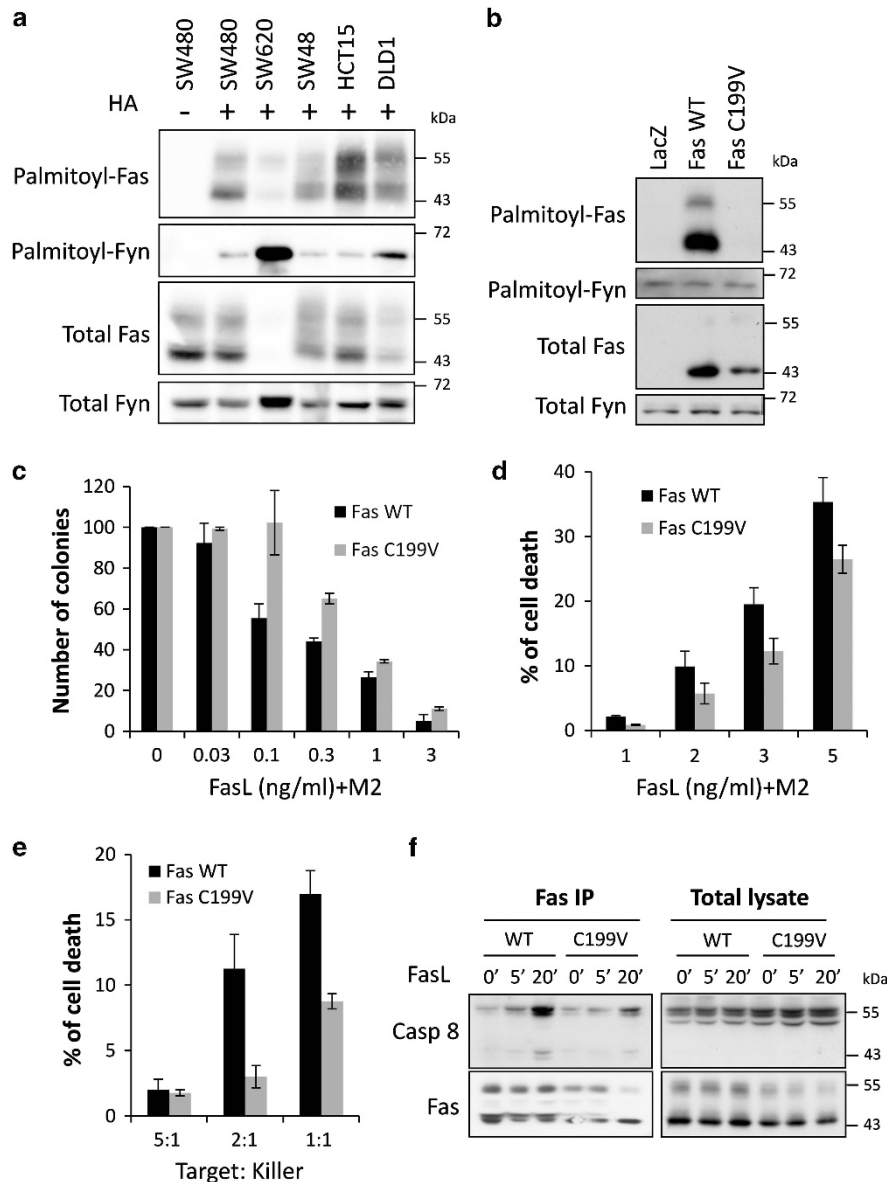 a
SW480
SW480
SW620
SW48
HCT15
DLD1
HA
- + + + + +
kDa
Palmitoyl-Fas
55
43
Palmitoyl-Fyn
72
Total Fas
55
43
Total Fyn
72
b
LacZ
Fas WT
Fas C199V
kDa
Palmitoyl-Fas
55
43
Palmitoyl-Fyn
72
Total Fas
55
43
Total Fyn
72
c
Number of colonies
120
100
80
60
40
20
0
Fas WT
Fas C199V
0 0.03 0.1 0.3 1 3
FasL (ng/ml)+M2
d
% of cell death
40
30
20
10
0
Fas WT
Fas C199V
1 2 3 5
FasL (ng/ml)+M2
e
% of cell death
20
15
10
5
0
Fas WT
Fas C199V
5:1 2:1 1:1
Target: Killer
f
Fas IP Total lysate
WT C199V WT C199V
FasL 0' 5' 20' 0' 5' 20' 0' 5' 20' 0' 5' 20' kDa
Casp 8
55
43
Fas
55
43